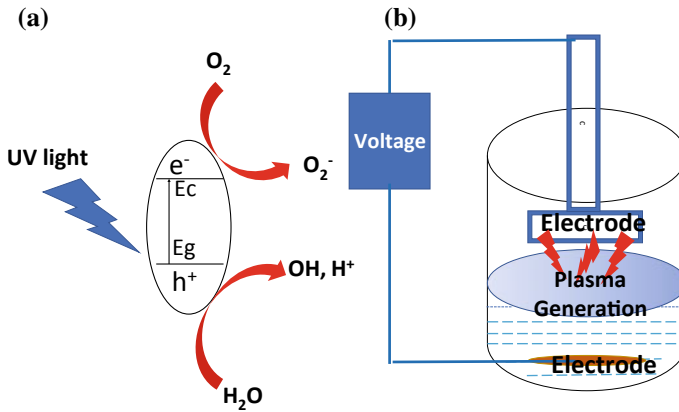 (a)
O₂
UV light
e⁻
O₂⁻
Ec
Eg
h⁺
OH, H⁺
H₂O
(b)
Voltage
Electrode
Plasma
Generation
Electrode